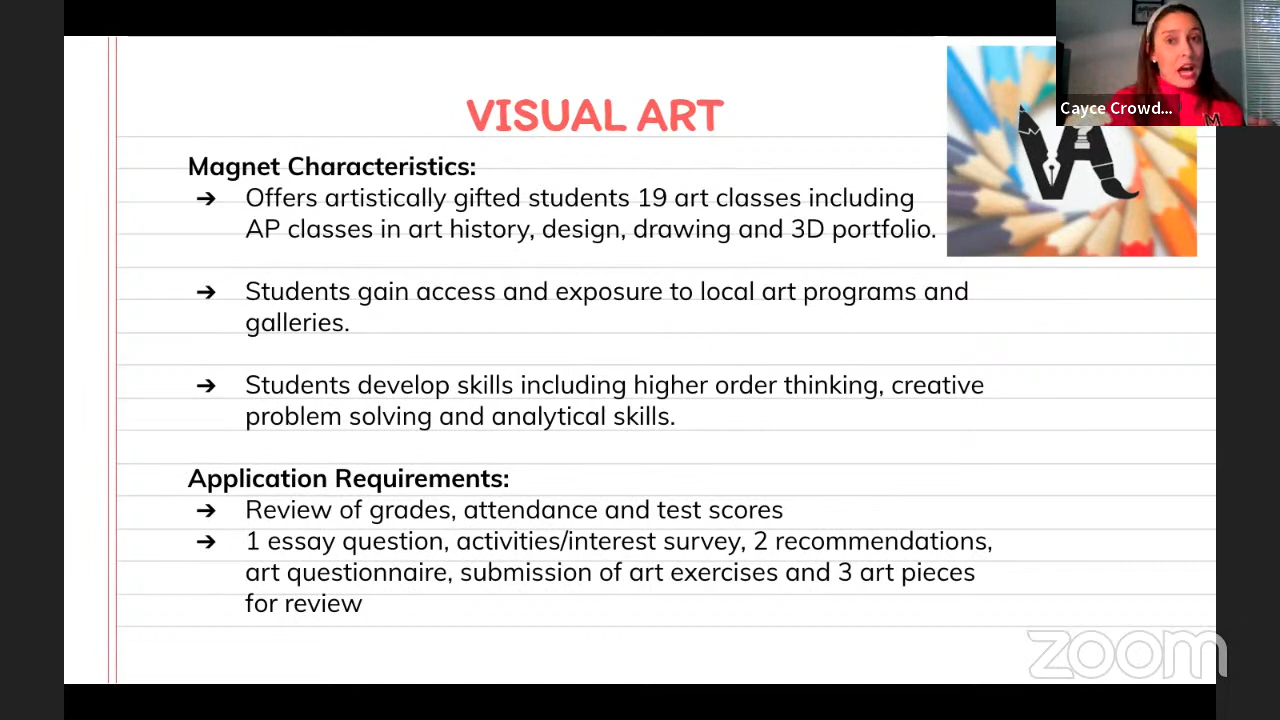 Cayce Crowd...
VISUAL ART
VA
Magnet Characteristics:
➔ Offers artistically gifted students 19 art classes including
AP classes in art history, design, drawing and 3D portfolio.
➔ Students gain access and exposure to local art programs and
galleries.
➔ Students develop skills including higher order thinking, creative
problem solving and analytical skills.
Application Requirements:
➔ Review of grades, attendance and test scores
➔ 1 essay question, activities/interest survey, 2 recommendations,
art questionnaire, submission of art exercises and 3 art pieces
for review
zoom